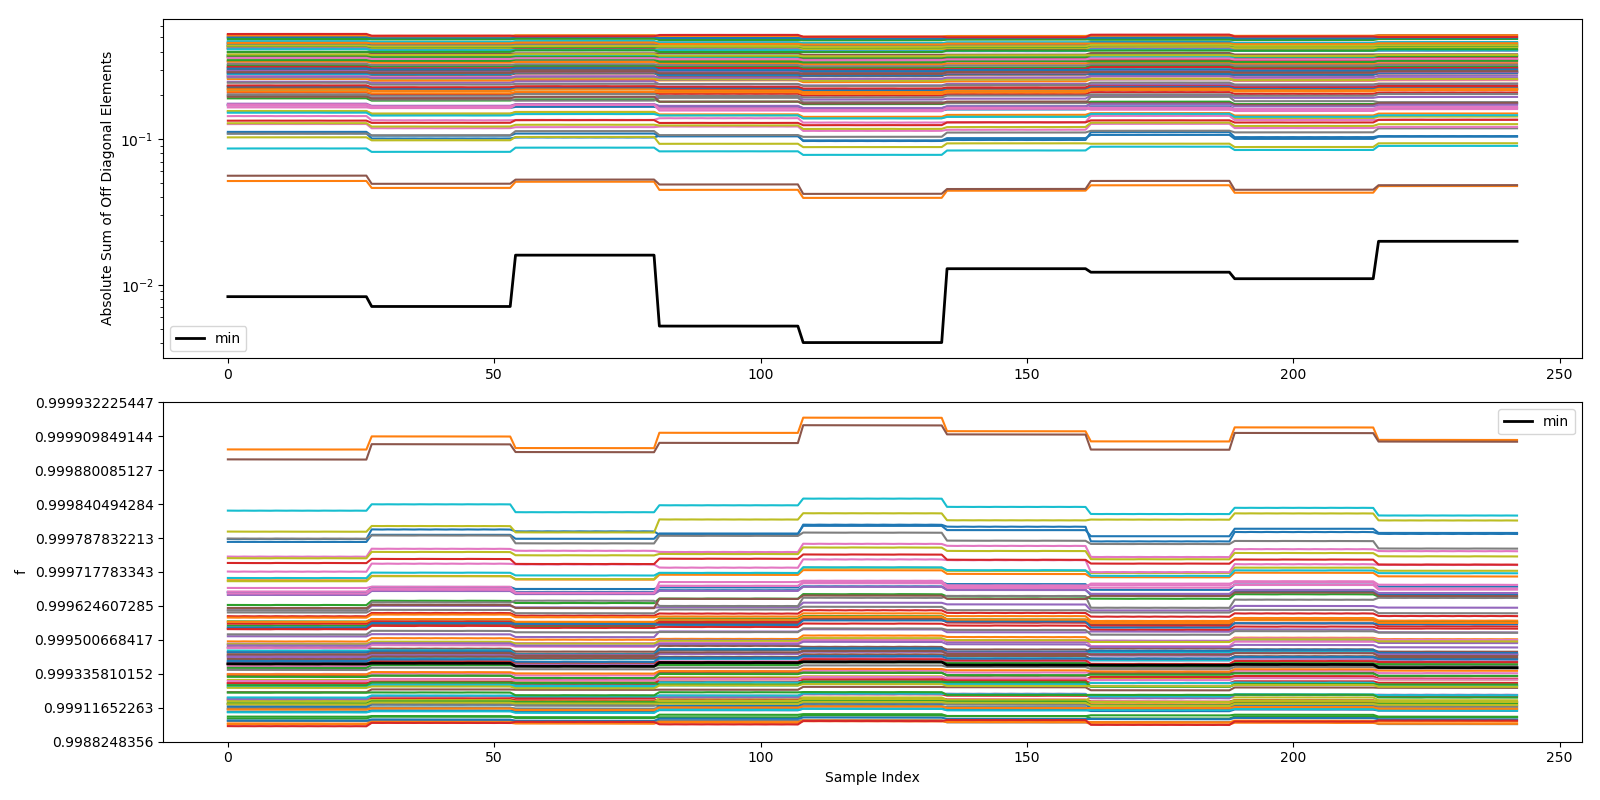 Absolute Sum of Off Diagonal Elements
10⁻¹
10⁻²
min
0 50 100 150 200 250
f
0.999932225447
0.999909849144
0.999880085127
0.999840494284
0.999787832213
0.999717783343
0.999624607285
0.999500668417
0.999335810152
0.99911652263
0.9988248356
min
0 50 100 150 200 250
Sample Index